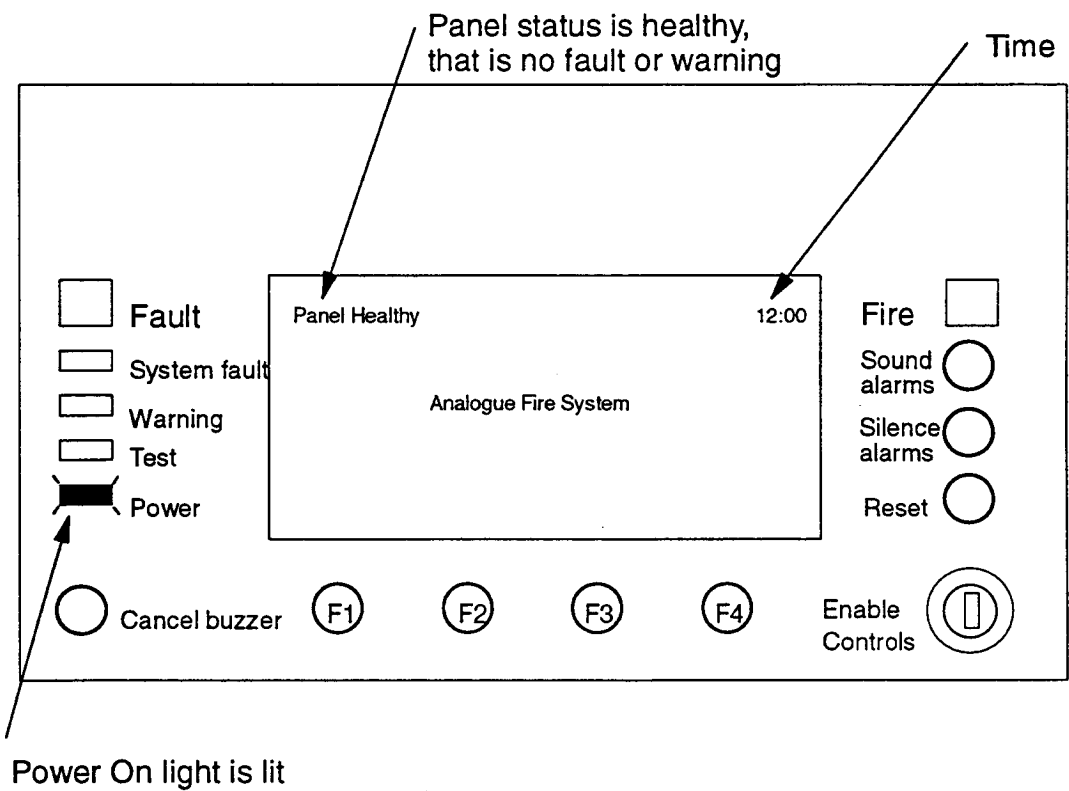 Panel status is healthy,
that is no fault or warning
Time
Panel Healthy
12:00
Analogue Fire System
Fault
System fault
Warning
Test
Power
Fire
Sound
alarms
Silence
alarms
Reset
Cancel buzzer
F1
F2
F3
F4
Enable
Controls
Power On light is lit